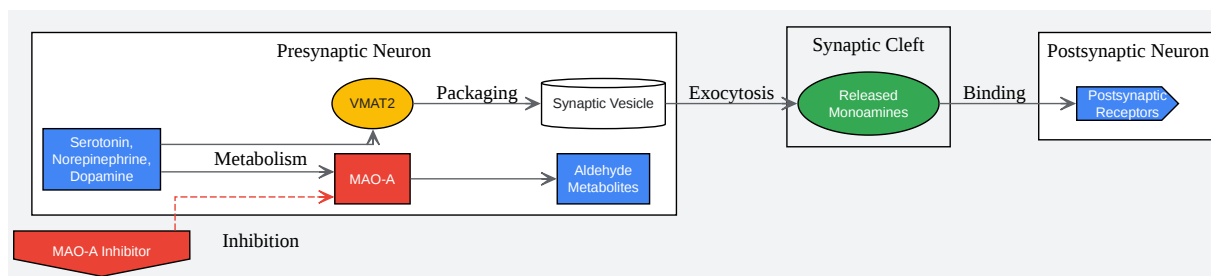 Presynaptic Neuron
Synaptic Cleft
Postsynaptic Neuron
VMAT2
Packaging
Synaptic Vesicle
Exocytosis
Released
Monoamines
Binding
Postsynaptic
Receptors
Serotonin,
Norepinephrine,
Dopamine
Metabolism
MAO-A
Aldehyde
Metabolites
MAO-A Inhibitor
Inhibition